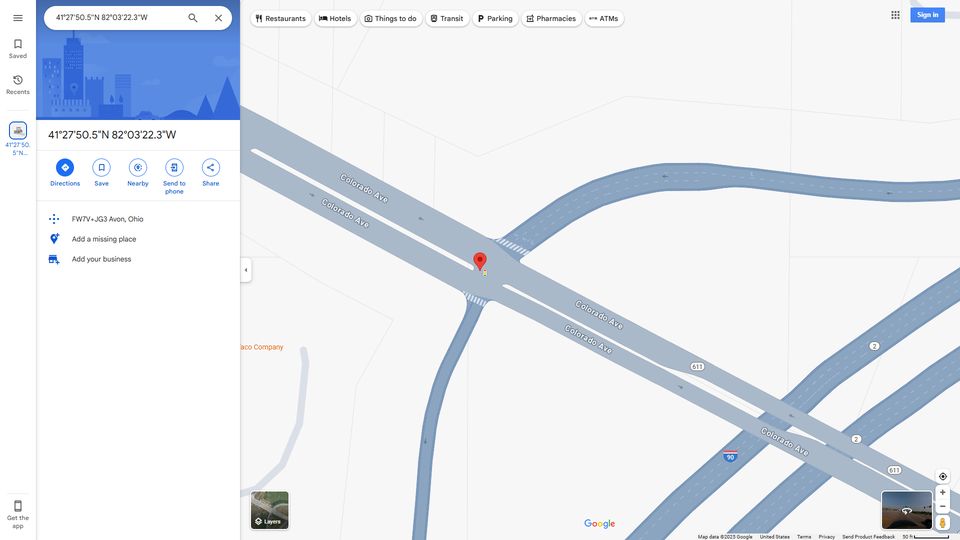 41°27'50.5"N 82°03'22.3"W
Restaurants
Hotels
Things to do
Transit
Parking
Pharmacies
ATMs
Sign in
Saved
Recents
41°27'50.
5"N...
41°27'50.5"N 82°03'22.3"W
Directions
Save
Nearby
Send to
phone
Share
FW7V+JG3 Avon, Ohio
Add a missing place
Add your business
Get the
app
Colorado Ave
Colorado Ave
Colorado Ave
Colorado Ave
aco Company
2
611
Colorado Ave
2
90
611
Layers
Google
Map data ©2025 Google
United States
Terms
Privacy
Send Product Feedback
50 ft